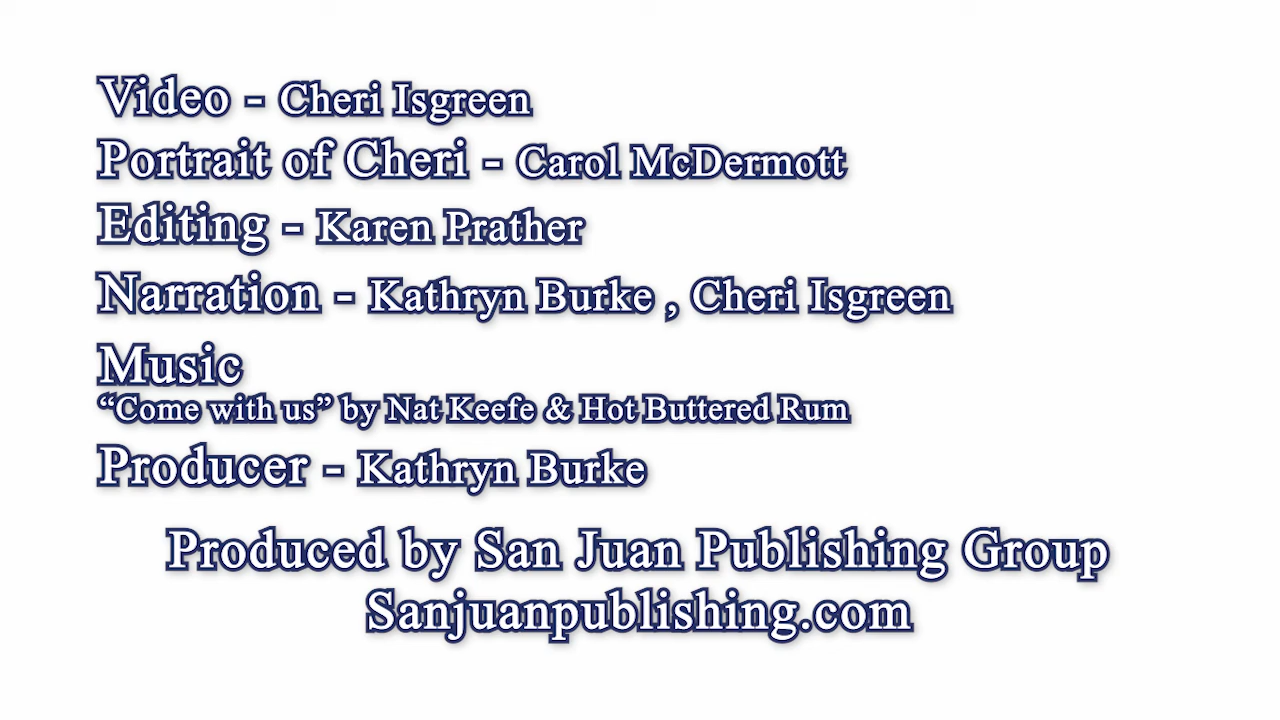 Video - Cheri Isgreen
Portrait of Cheri - Carol McDermott
Editing - Karen Prather
Narration - Kathryn Burke , Cheri Isgreen
Music
“Come with us” by Nat Keefe & Hot Buttered Rum
Producer - Kathryn Burke
Produced by San Juan Publishing Group
Sanjuanpublishing.com